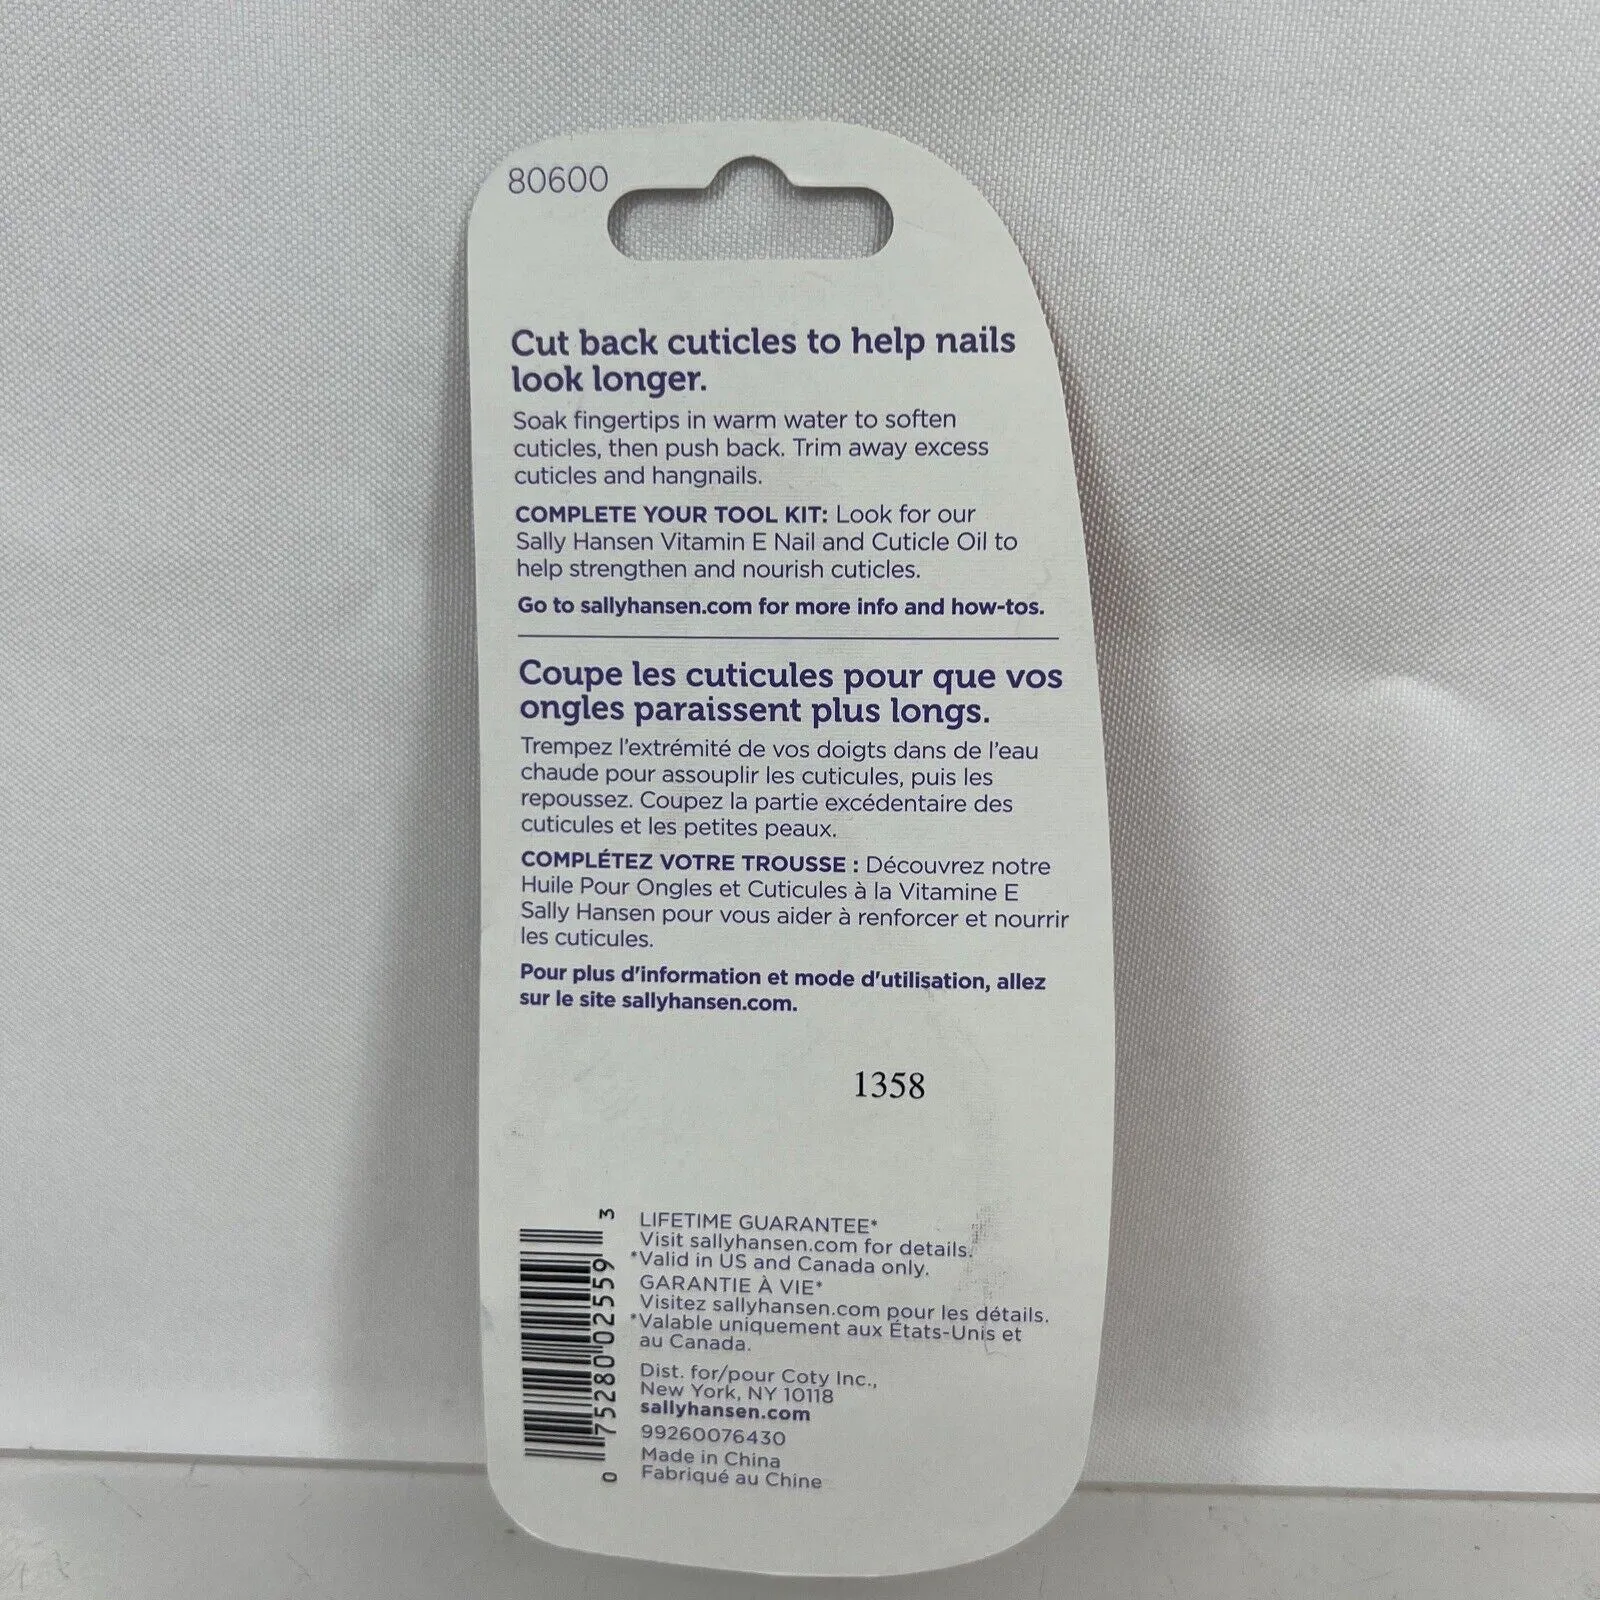 80600
Cut back cuticles to help nails
look longer.
Soak fingertips in warm water to soften
cuticles, then push back. Trim away excess
cuticles and hangnails.
COMPLETE YOUR TOOL KIT: Look for our
Sally Hansen Vitamin E Nail and Cuticle Oil to
help strengthen and nourish cuticles.
Go to sallyhansen.com for more info and how-tos.
Coupe les cuticules pour que vos
ongles paraissent plus longs.
Trempez l'extrémité de vos doigts dans de l'eau
chaude pour assouplir les cuticules, puis les
repoussez. Coupez la partie excédentaire des
cuticules et les petites peaux.
COMPLÉTEZ VOTRE TROUSSE : Découvrez notre
Huile Pour Ongles et Cuticules à la Vitamine E
Sally Hansen pour vous aider à renforcer et nourrir
les cuticules.
Pour plus d'information et mode d'utilisation, allez
sur le site sallyhansen.com.
1358
0 75280 02559 3
LIFETIME GUARANTEE*
Visit sallyhansen.com for details.
*Valid in US and Canada only.
GARANTIE À VIE*
Visitez sallyhansen.com pour les détails.
*Valable uniquement aux États-Unis et
au Canada.
Dist. for/pour Coty Inc.,
New York, NY 10118
sallyhansen.com
99260076430
Made in China
Fabriqué au Chine